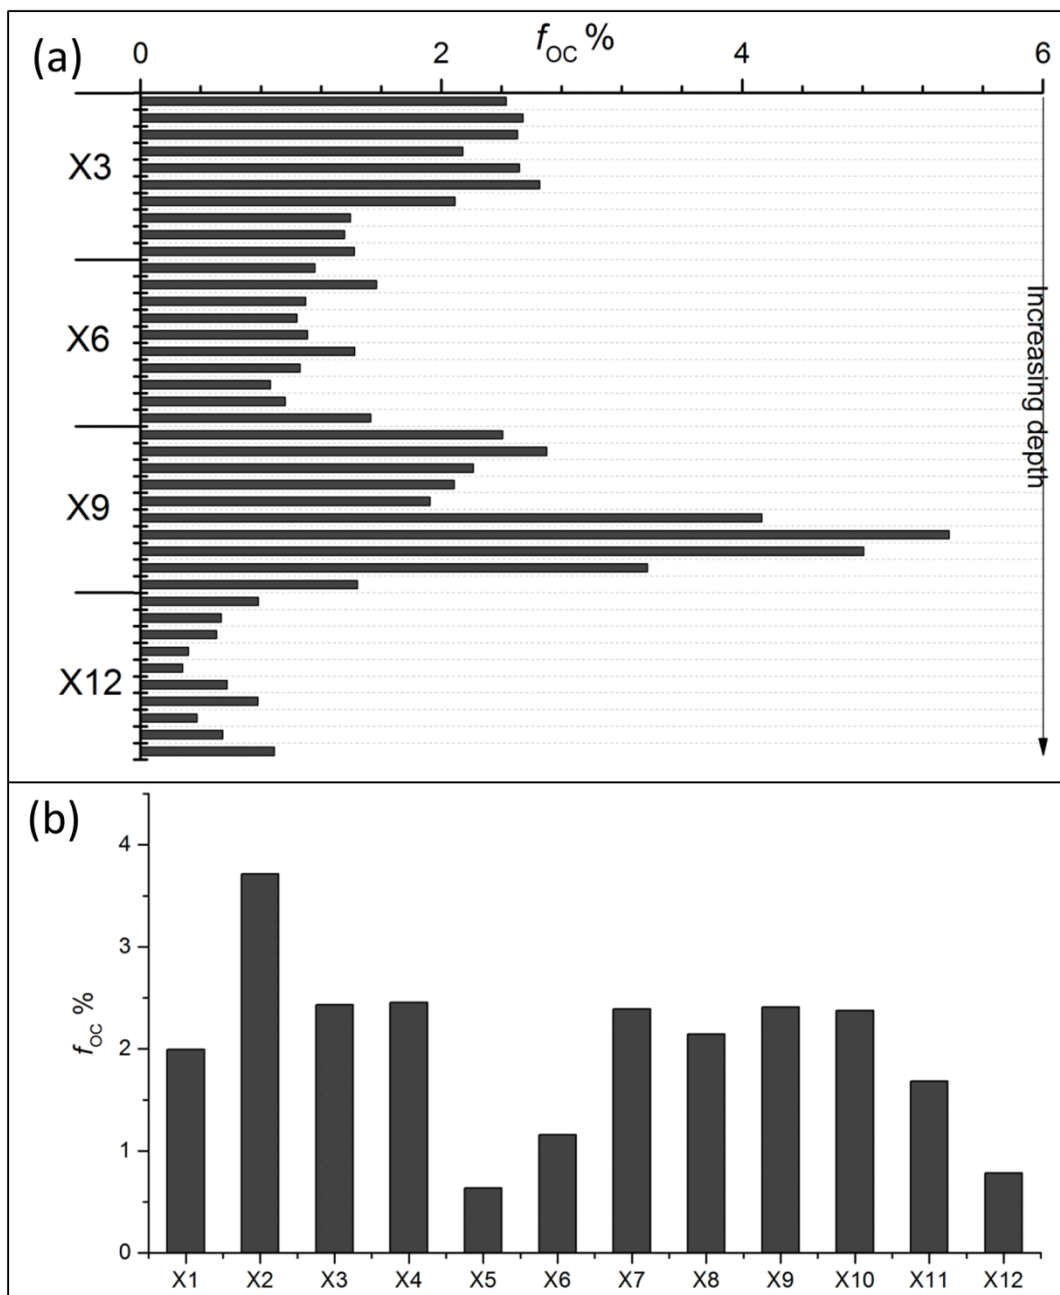 (a)
fOC %
0 2 4 6
X3
X6
X9
X12
Increasing depth
(b)
fOC %
4
3
2
1
0
X1 X2 X3 X4 X5 X6 X7 X8 X9 X10 X11 X12